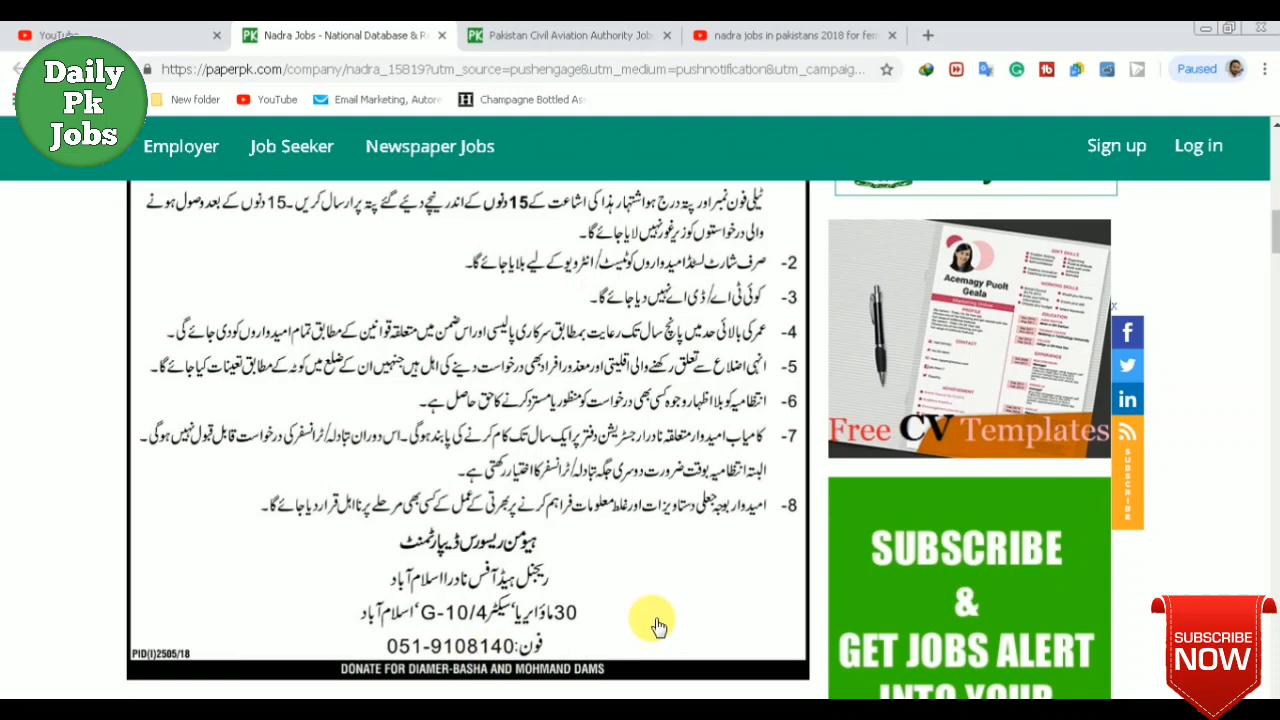 YouTube
Nadra Jobs - National Database & Re
Pakistan Civil Aviation Authority Job
nadra jobs in pakistans 2018 for fem
https://paperpk.com/company/nadra_15819?utm_source=pushengage&utm_medium=pushnotification&utm_campaig...
Paused
New folder
YouTube
Email Marketing, Autore
Champagne Bottled As
Daily
Pk
Jobs
Employer
Job Seeker
Newspaper Jobs
Sign up
Log in
ٹیلی فون نمبر اور پتہ درج ہو اشتہار ہذا کی اشاعت کے 15 دنوں کے اندر نیچے دیئے گئے پتہ پر ارسال کریں۔ 15 دنوں کے بعد وصول ہونے
والی درخواستوں کو زیر غور نہیں لایا جائے گا۔
2- صرف شارٹ لسٹڈ امیدواروں کو ٹیسٹ/انٹرویو کے لیے بلایا جائے گا۔
3- کوئی ٹی اے/ڈی اے نہیں دیا جائے گا۔
4- عمر کی بالائی حد میں پانچ سال تک رعایت بمطابق سرکاری پالیسی اور اس ضمن میں متعلقہ قوانین کے مطابق تمام امیدواروں کو دی جائے گی۔
5- انہی اضلاع سے تعلق رکھنے والی اقلیتی اور معذور افراد بھی درخواست دینے کی اہل ہیں جنہیں ان کے ضلع میں کوٹہ کے مطابق تعینات کیا جائے گا۔
6- انتظامیہ کو بلا اظہار وجوہ کسی بھی درخواست کو منظور یا مسترد کرنے کا حق حاصل ہے۔
7- کامیاب امیدوار متعلقہ نادرا رجسٹریشن دفتر پر ایک سال تک کام کرنے کی پابند ہوگی۔ اس دوران تبادلہ/ٹرانسفر کی درخواست قابل قبول نہیں ہوگی۔
البتہ انتظامیہ بوقت ضرورت دوسری جگہ تبادلہ/ٹرانسفر کا اختیار رکھتی ہے۔
8- امیدوار بوجہ جعلی دستاویزات اور غلط معلومات فراہم کرنے پر بھرتی کے عمل کے کسی بھی مرحلے پر نااہل قرار دیا جائے گا۔
ہیومن ریسورس ڈیپارٹمنٹ
ریجنل ہیڈ آفس نادرا اسلام آباد
30 ماؤ ایریا، سیکٹر G-10/4، اسلام آباد
فون: 051-9108140
PID(I)2505/18
DONATE FOR DIAMER-BASHA AND MOHMAND DAMS
Acemagy Puolt
Geala
Free CV Templates
X
SUBSCRIBE
SUBSCRIBE
&
GET JOBS ALERT
INTO YOUR
SUBSCRIBE
NOW